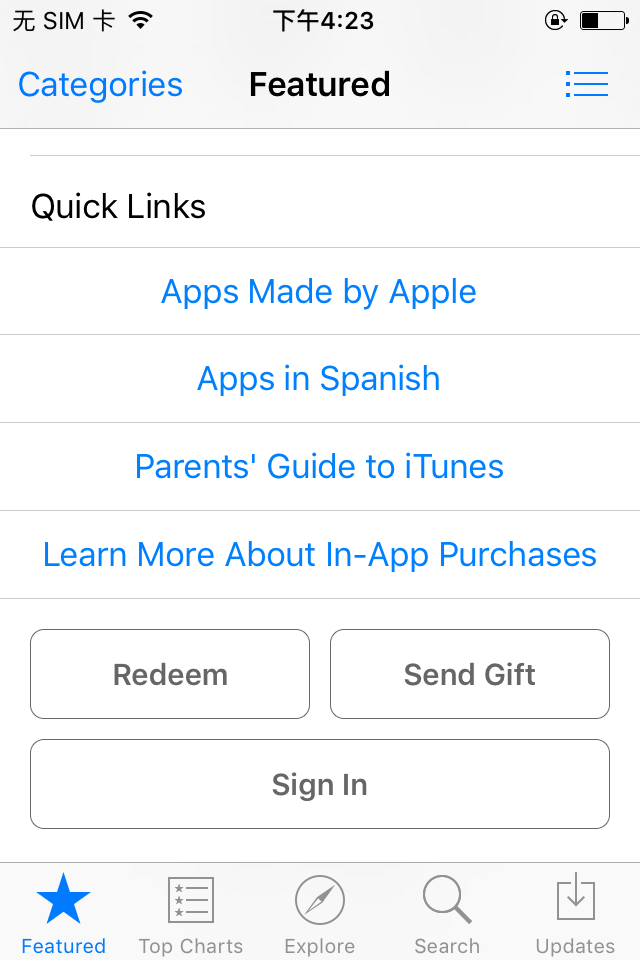 无 SIM 卡 下午4:23
Categories Featured
Quick Links
Apps Made by Apple
Apps in Spanish
Parents' Guide to iTunes
Learn More About In-App Purchases
Redeem Send Gift
Sign In
Featured Top Charts Explore Search Updates